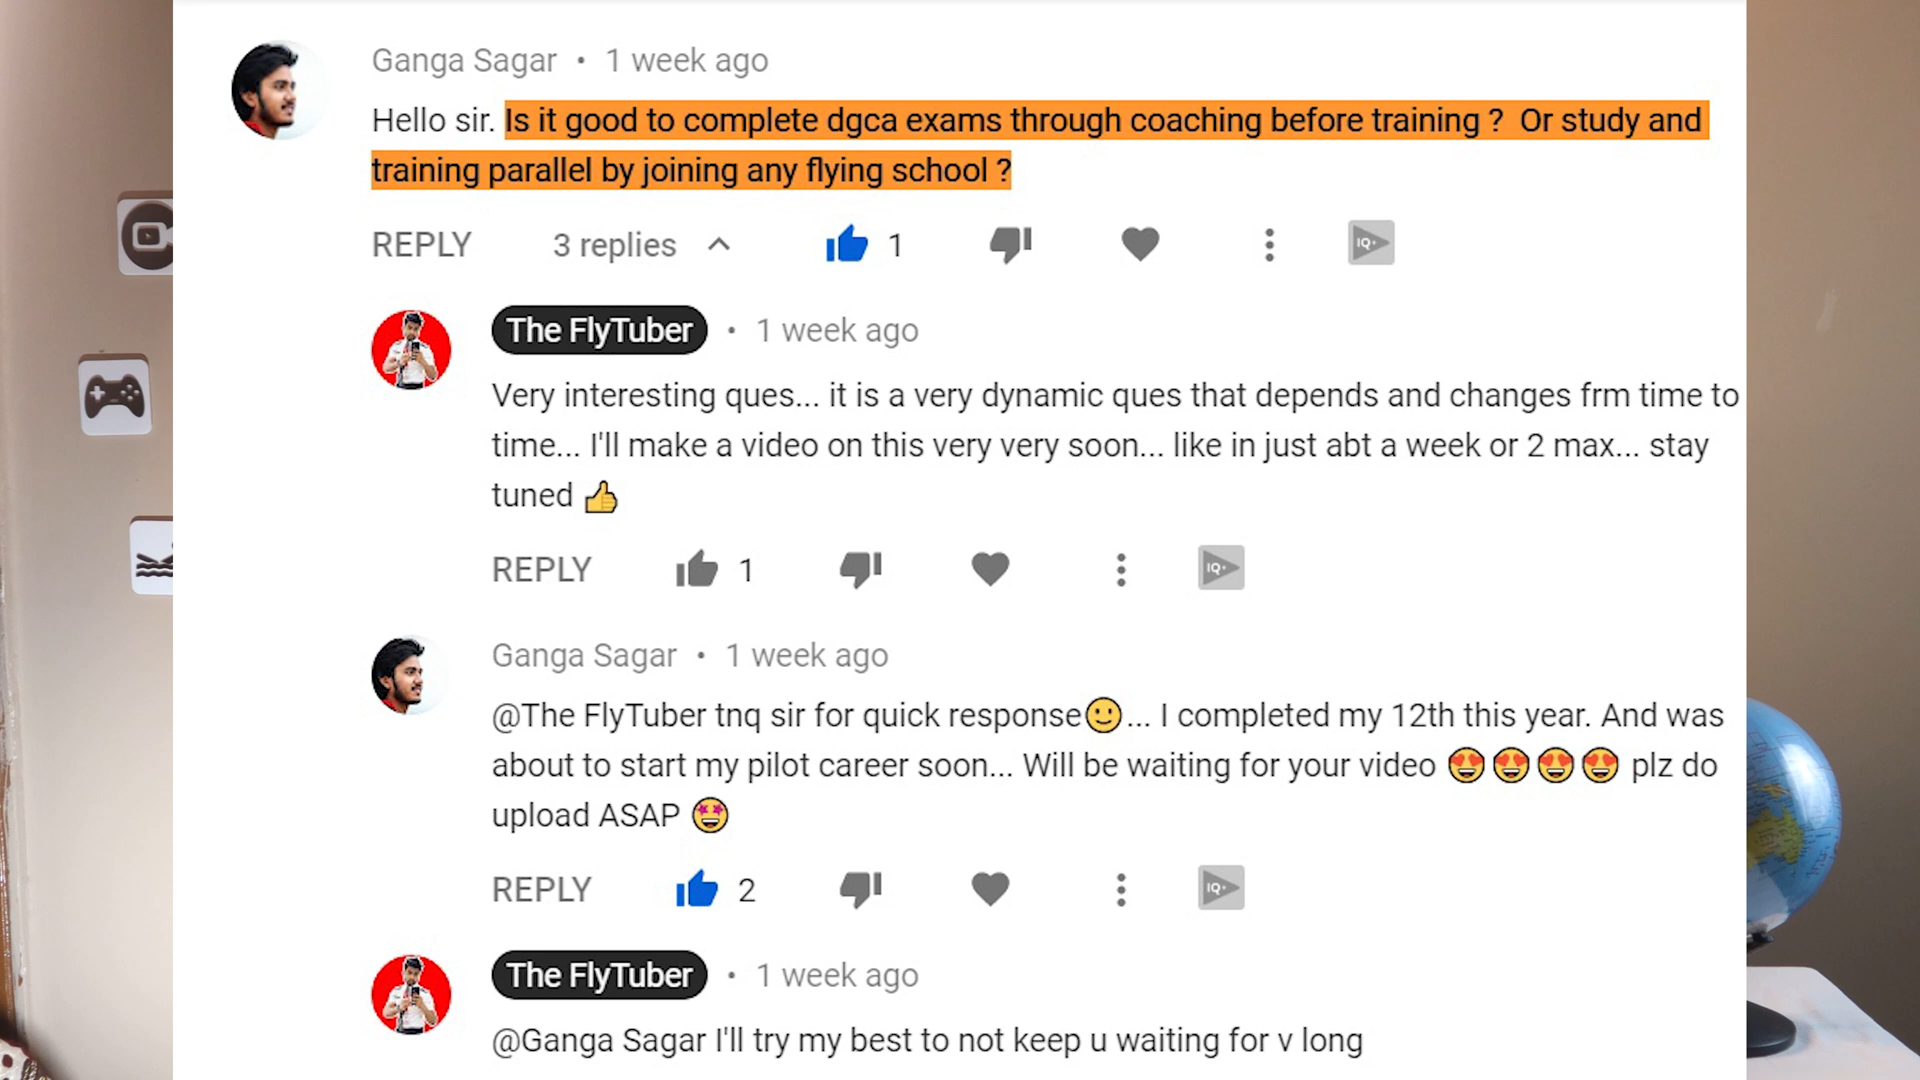 Ganga Sagar • 1 week ago
Hello sir. Is it good to complete dgca exams through coaching before training ? Or study and
training parallel by joining any flying school ?
REPLY 3 replies 1
IQ+
The FlyTuber • 1 week ago
Very interesting ques... it is a very dynamic ques that depends and changes frm time to
time... I'll make a video on this very very soon... like in just abt a week or 2 max... stay
tuned 👍
REPLY 1
IQ+
Ganga Sagar • 1 week ago
@The FlyTuber tnq sir for quick response🙂... I completed my 12th this year. And was
about to start my pilot career soon... Will be waiting for your video 😍😍😍😍 plz do
upload ASAP 🤩
REPLY 2
IQ+
The FlyTuber • 1 week ago
@Ganga Sagar I'll try my best to not keep u waiting for v long